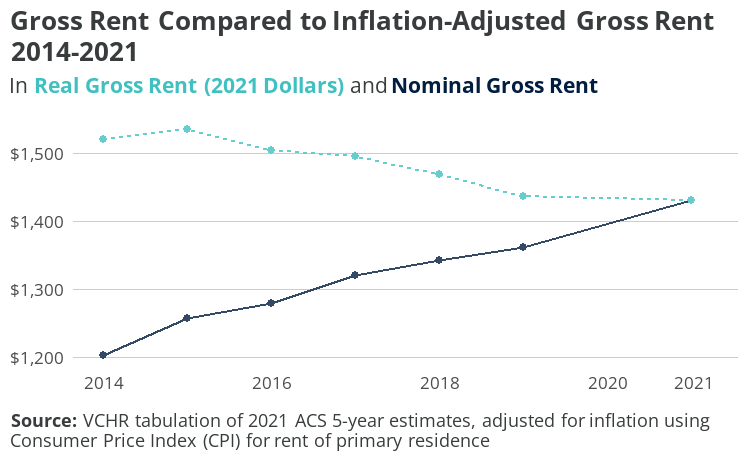 Gross Rent Compared to Inflation-Adjusted Gross Rent
2014-2021
In Real Gross Rent (2021 Dollars) and Nominal Gross Rent
$1,500
$1,400
$1,300
$1,200
2014 2016 2018 2020 2021
Source: VCHR tabulation of 2021 ACS 5-year estimates, adjusted for inflation using
Consumer Price Index (CPI) for rent of primary residence